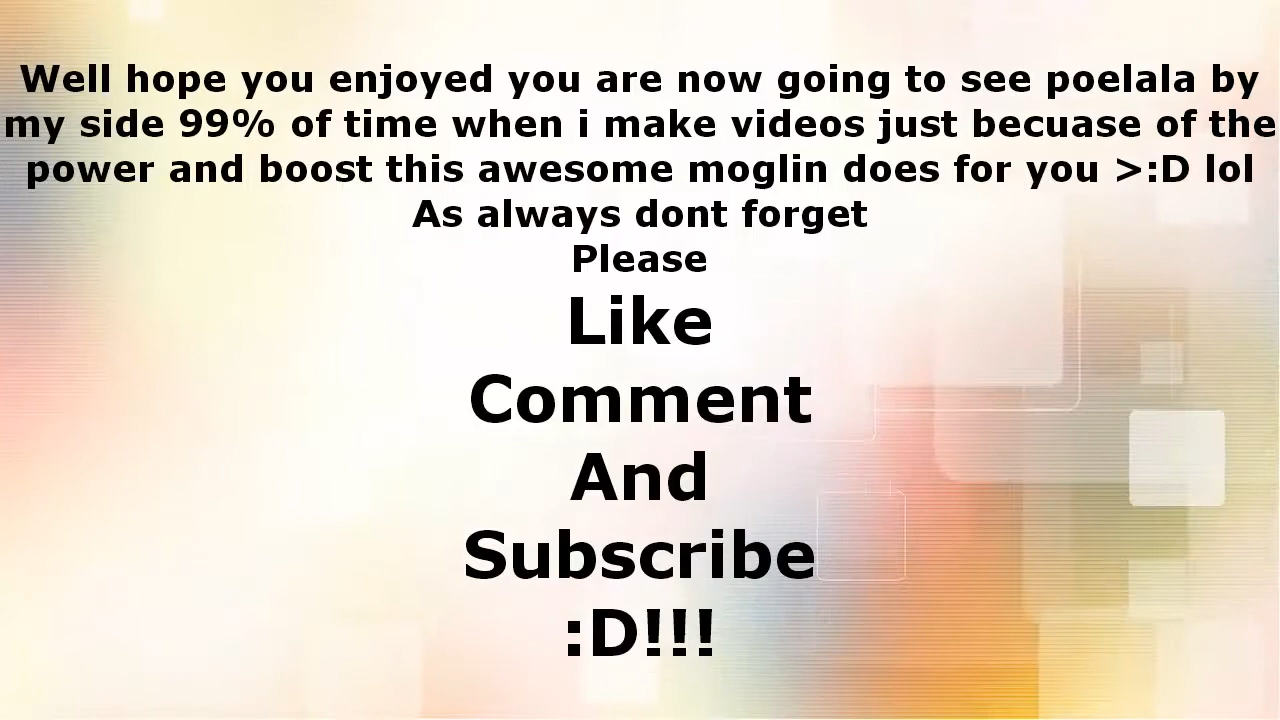 Well hope you enjoyed you are now going to see poelala by
my side 99% of time when i make videos just becuase of the
power and boost this awesome moglin does for you >:D lol
As always dont forget
Please
Like
Comment
And
Subscribe
:D!!!